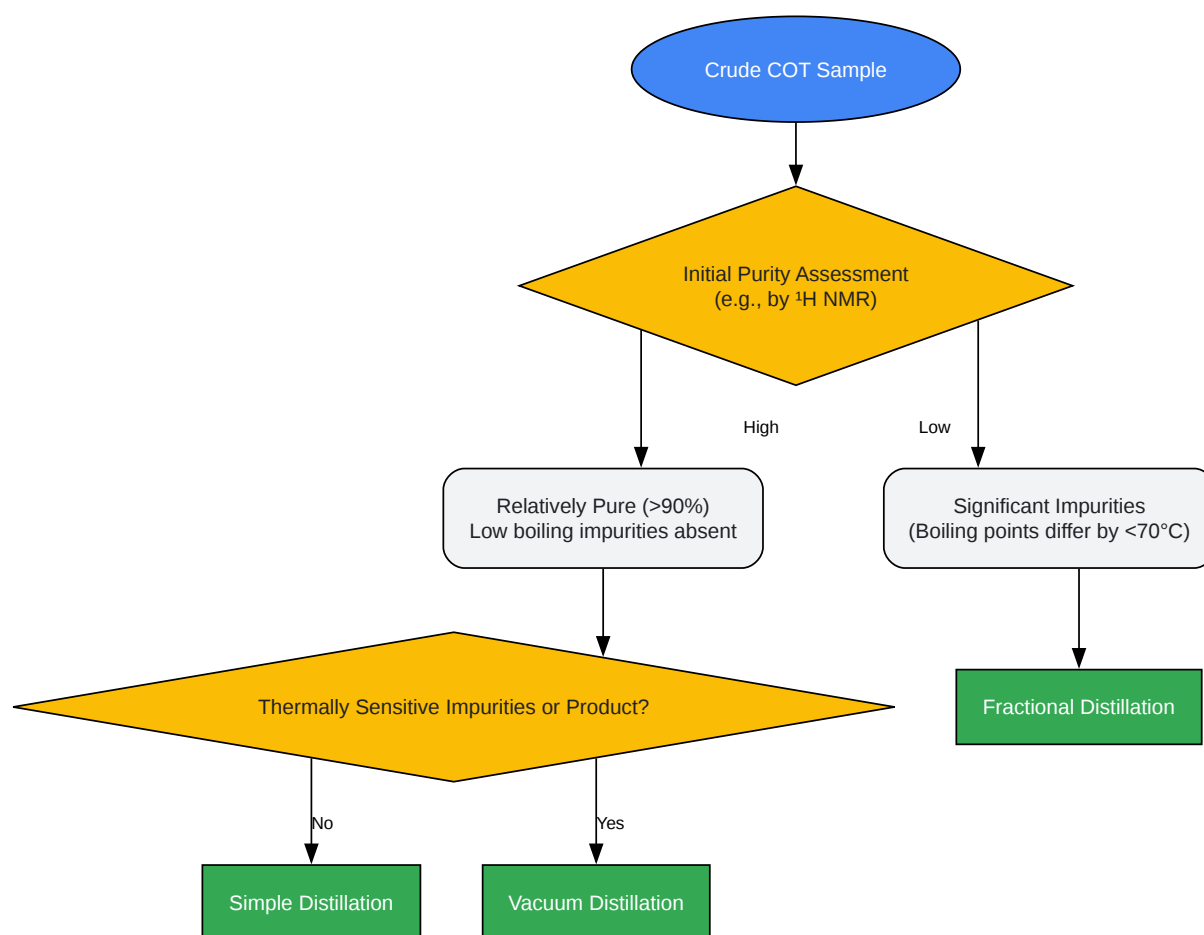 Crude COT Sample
Initial Purity Assessment
(e.g., by ¹H NMR)
High
Low
Relatively Pure (>90%)
Low boiling impurities absent
Significant Impurities
(Boiling points differ by <70°C)
Thermally Sensitive Impurities or Product?
Fractional Distillation
No
Yes
Simple Distillation
Vacuum Distillation